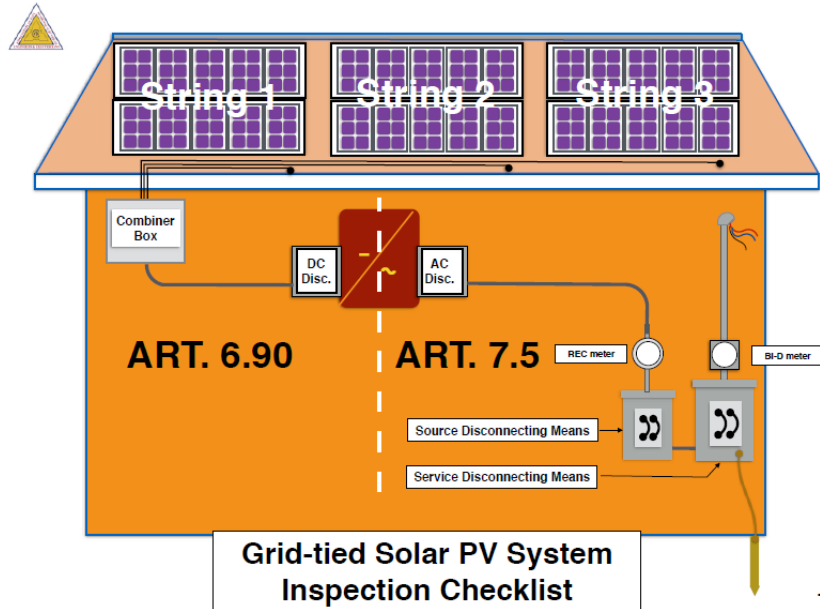 String 1
String 2
String 3
Combiner
Box
DC
Disc.
AC
Disc.
ART. 6.90
ART. 7.5
REC meter
BI-D meter
Source Disconnecting Means
Service Disconnecting Means
Grid-tied Solar PV System
Inspection Checklist